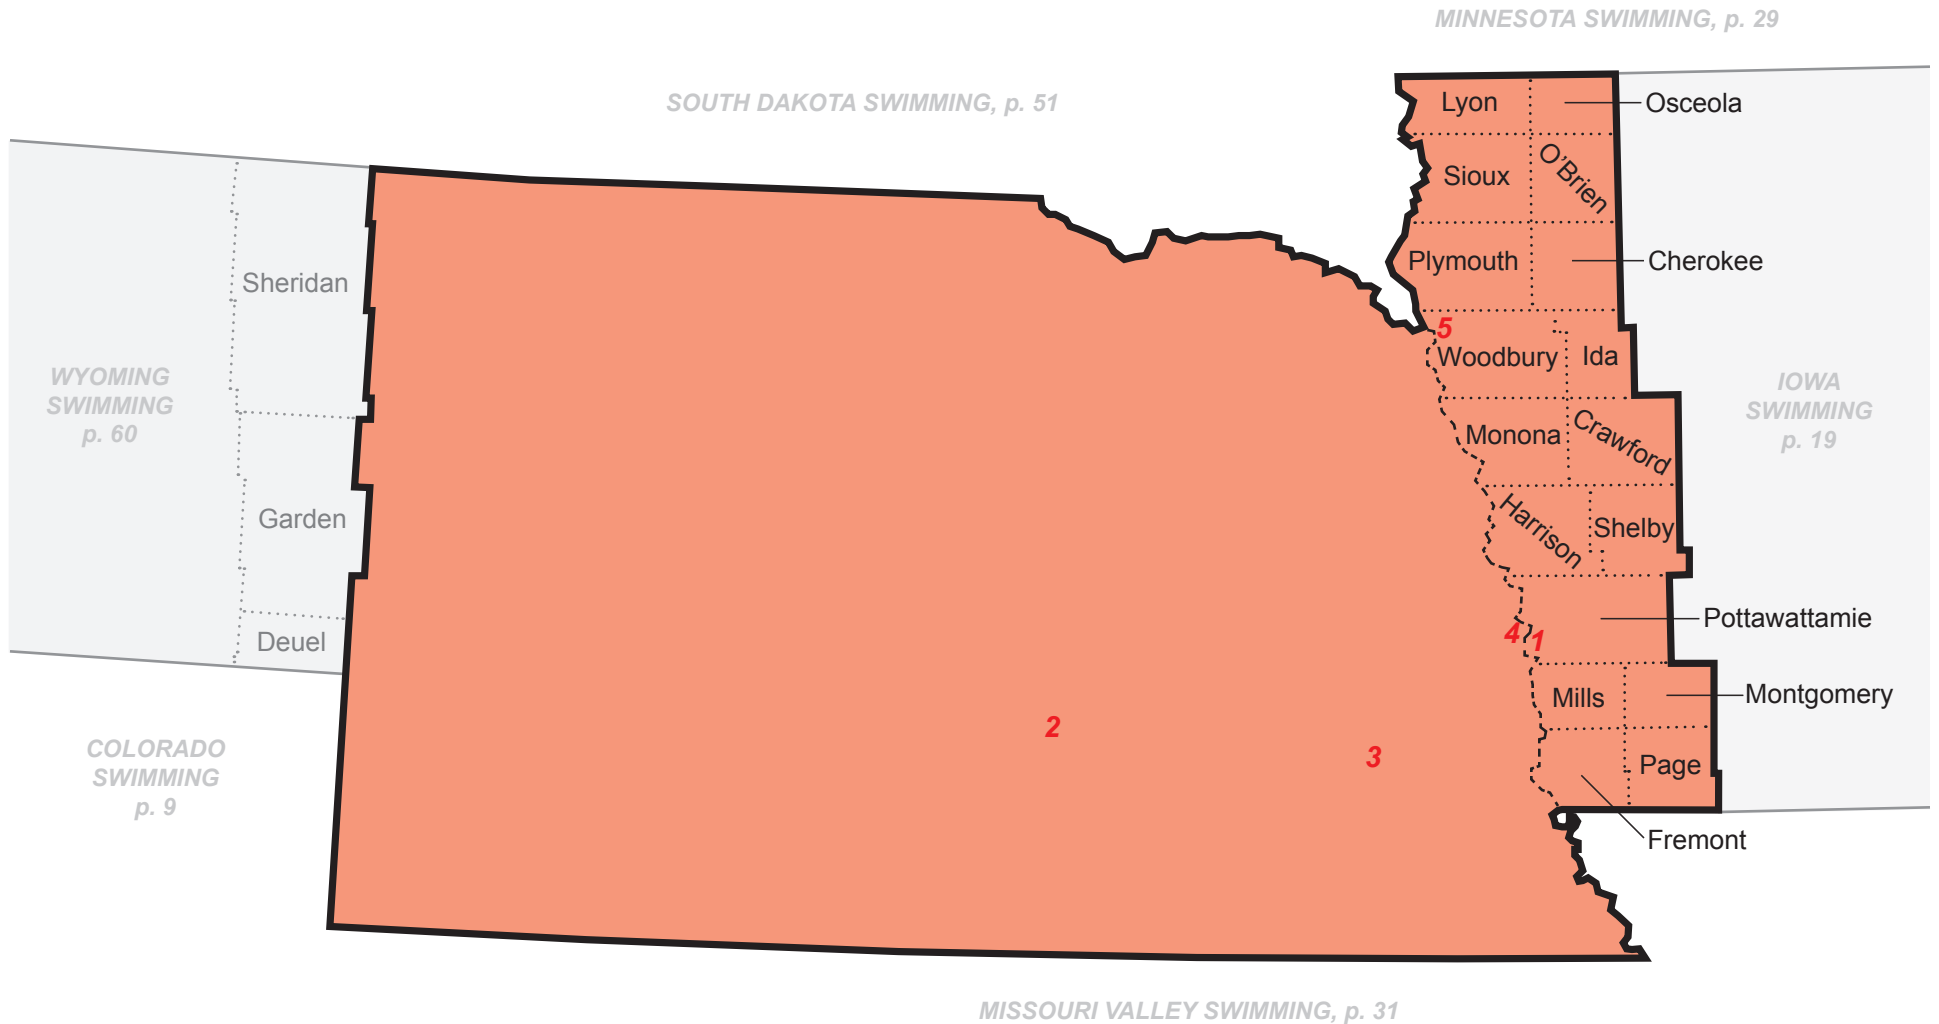 MINNESOTA SWIMMING, p. 29
SOUTH DAKOTA SWIMMING, p. 51
Lyon
Osceola
Sioux
O'Brien
Plymouth
Cherokee
Sheridan
5
Woodbury
Ida
WYOMING
SWIMMING
p. 60
IOWA
SWIMMING
p. 19
Monona
Crawford
Garden
Harrison
Shelby
Deuel
4
1
Pottawattamie
Mills
Montgomery
2
3
Page
COLORADO
SWIMMING
p. 9
Fremont
MISSOURI VALLEY SWIMMING, p. 31